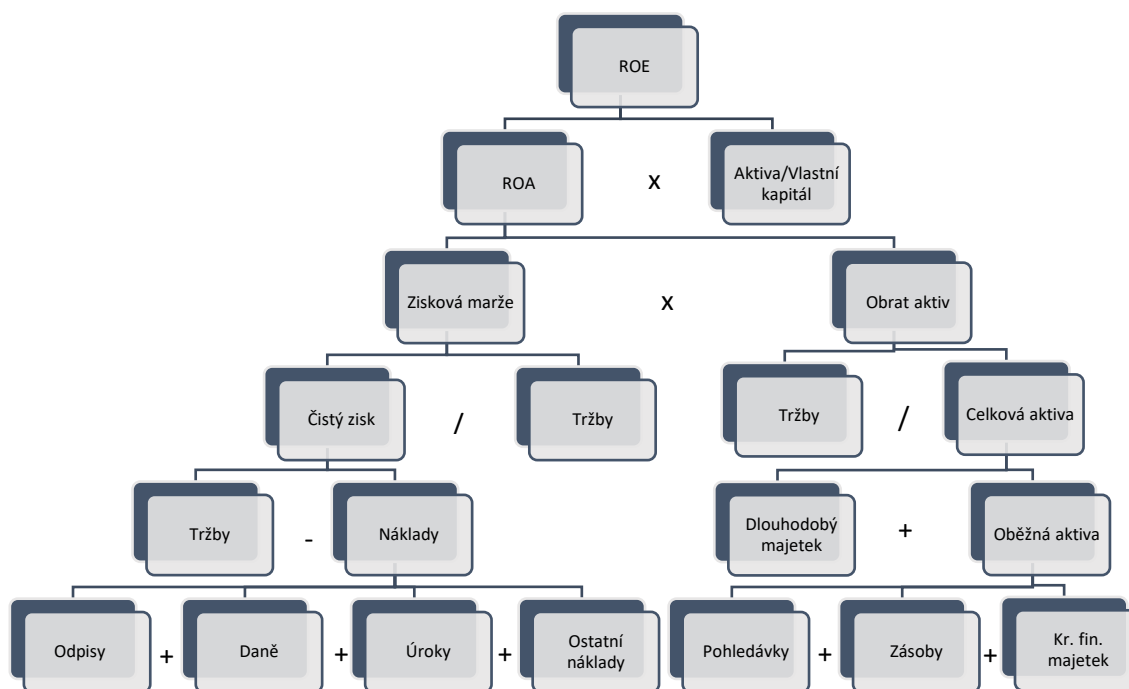 ROE
ROA
x
Aktiva/Vlastní
kapitál
Zisková marže
x
Obrat aktiv
Čistý zisk
/
Tržby
Tržby
/
Celková aktiva
Tržby
-
Náklady
Dlouhodobý
majetek
+
Oběžná aktiva
Odpisy
+
Daně
+
Úroky
+
Ostatní
náklady
Pohledávky
+
Zásoby
+
Kr. fin.
majetek